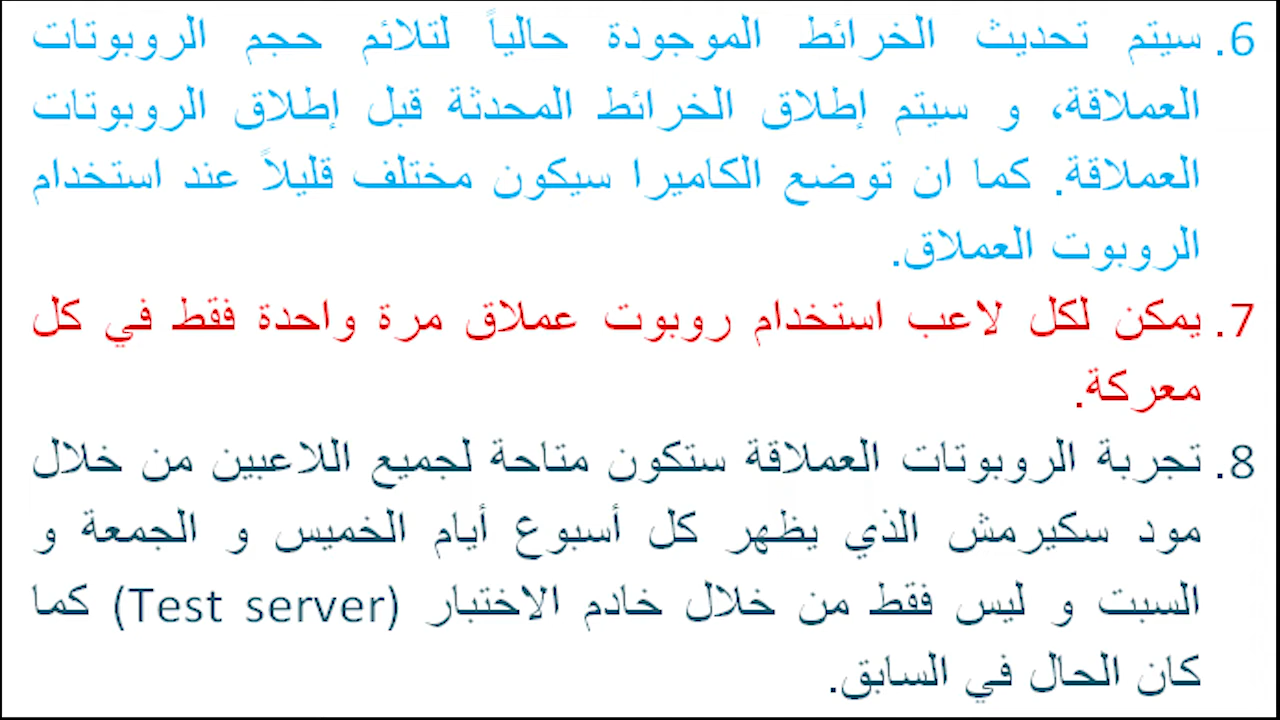 6. سيتم تحديث الخرائط الموجودة حالياً لتلائم حجم الروبوتات
العملاقة، و سيتم إطلاق الخرائط المحدثة قبل إطلاق الروبوتات
العملاقة. كما ان توضع الكاميرا سيكون مختلف قليلاً عند استخدام
الروبوت العملاق.
7. يمكن لكل لاعب استخدام روبوت عملاق مرة واحدة فقط في كل
معركة.
8. تجربة الروبوتات العملاقة ستكون متاحة لجميع اللاعبين من خلال
مود سكيرمش الذي يظهر كل أسبوع أيام الخميس و الجمعة و
السبت و ليس فقط من خلال خادم الاختبار (Test server) كما
كان الحال في السابق.